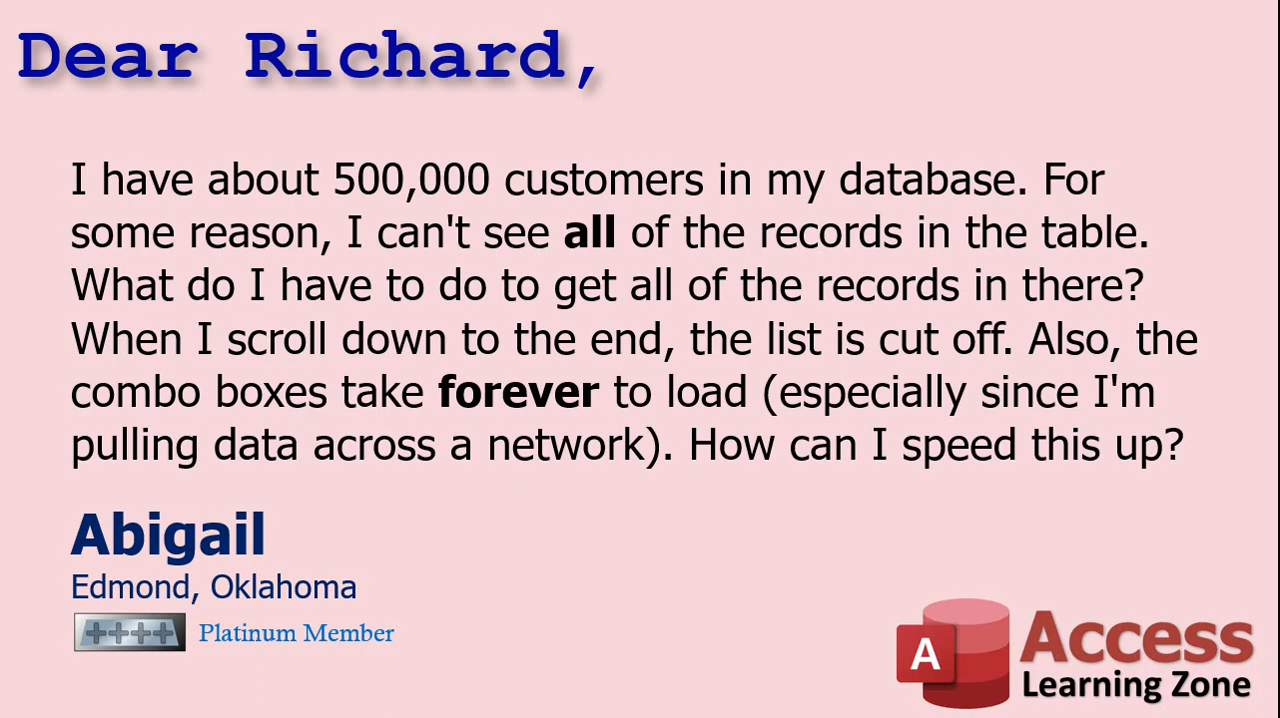 Dear Richard,
I have about 500,000 customers in my database. For
some reason, I can't see all of the records in the table.
What do I have to do to get all of the records in there?
When I scroll down to the end, the list is cut off. Also, the
combo boxes take forever to load (especially since I'm
pulling data across a network). How can I speed this up?
Abigail
Edmond, Oklahoma
++++ Platinum Member
A Access
Learning Zone